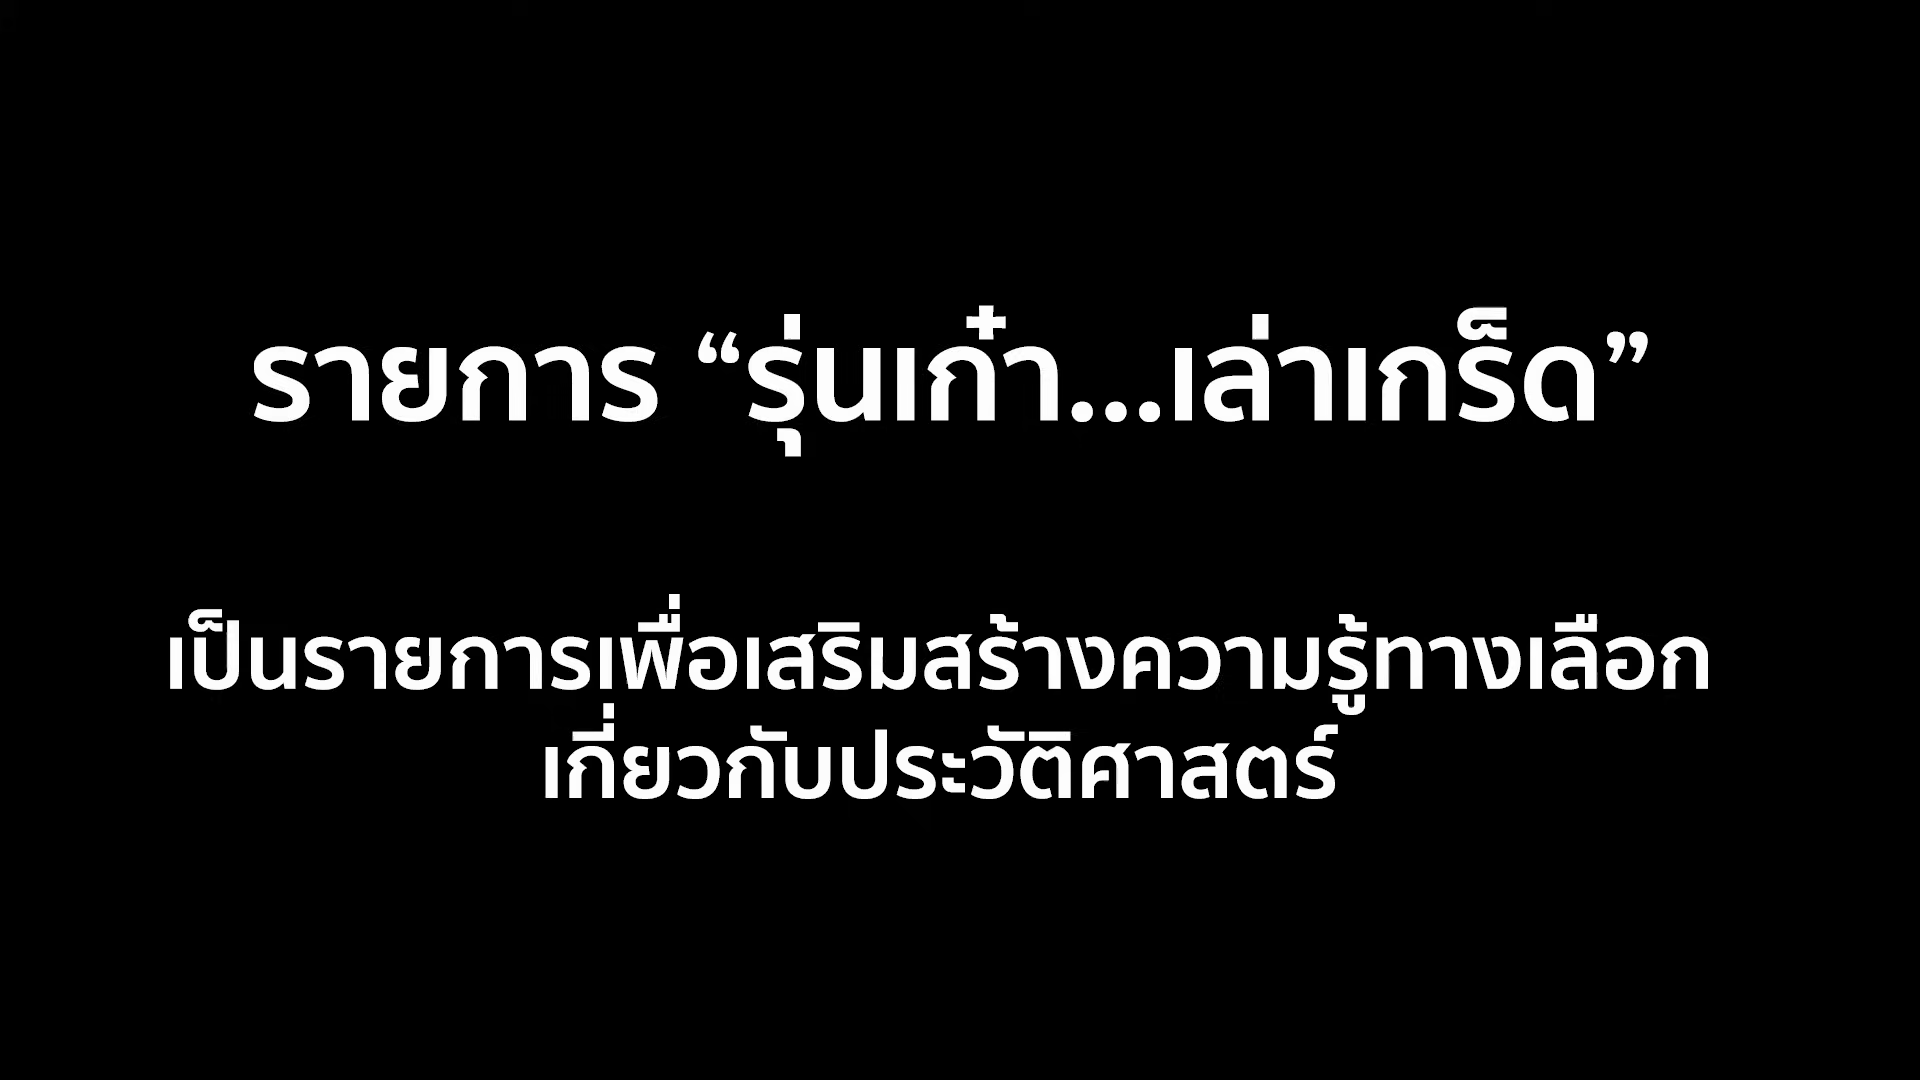 รายการ “รุ่นเก๋า...เล่าเกร็ด”
เป็นรายการเพื่อเสริมสร้างความรู้ทางเลือก
เกี่ยวกับประวัติศาสตร์